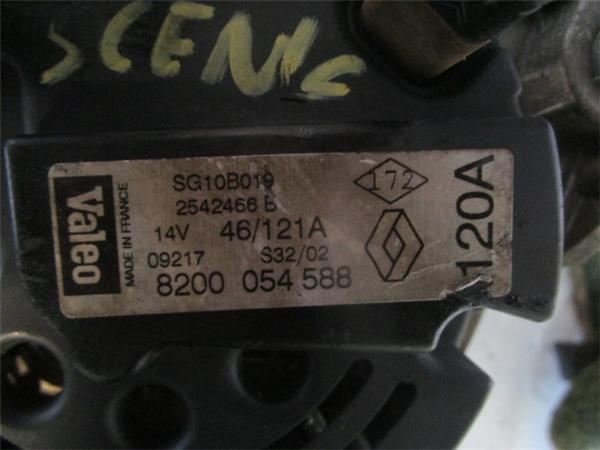 SCENIC
Valeo
MADE IN FRANCE
SG10B019
2542466 B
14V 46/121A
09217 S32/02
8200 054 588
172
120A